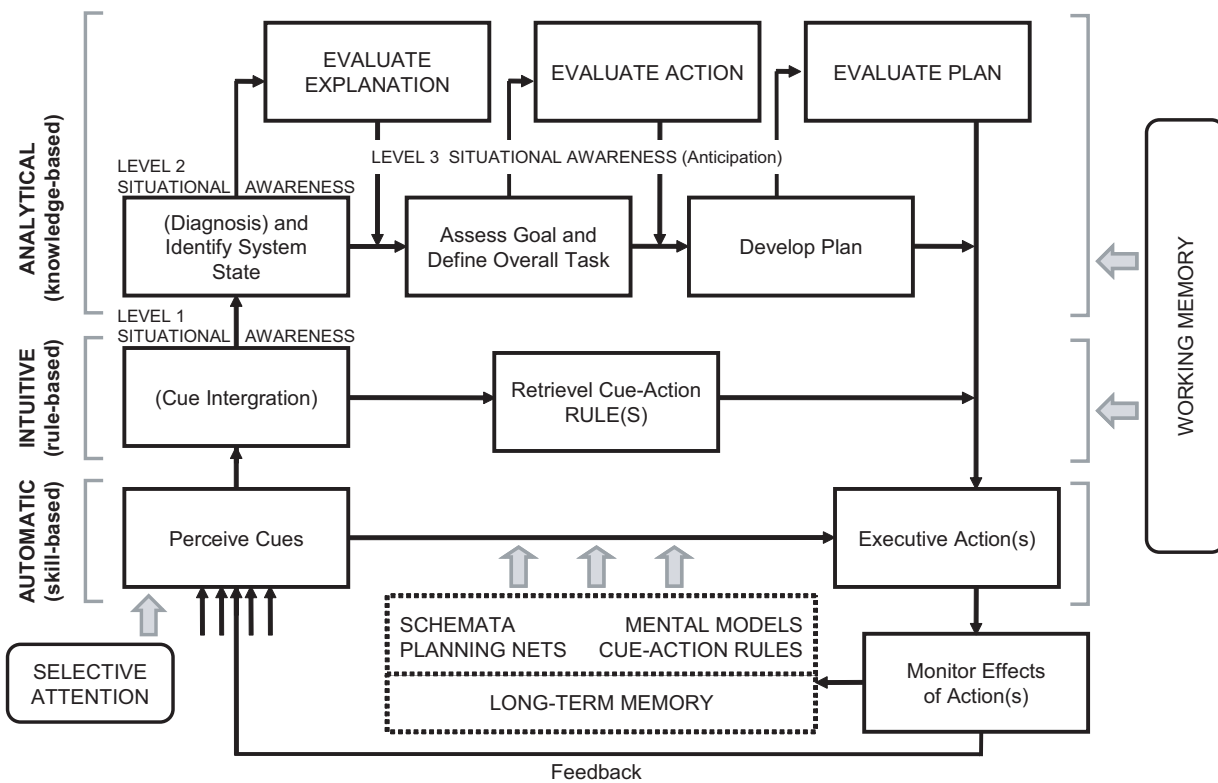 EVALUATE
EXPLANATION
EVALUATE ACTION
EVALUATE PLAN
LEVEL 3 SITUATIONAL AWARENESS (Anticipation)
LEVEL 2
SITUATIONAL AWARENESS
ANALYTICAL
(knowledge-based)
(Diagnosis) and
Identify System
State
Assess Goal and
Define Overall Task
Develop Plan
WORKING MEMORY
LEVEL 1
SITUATIONAL AWARENESS
INTUITIVE
(rule-based)
(Cue Intergration)
Retrievel Cue-Action
RULE(S)
AUTOMATIC
(skill-based)
Perceive Cues
Executive Action(s)
SELECTIVE
ATTENTION
SCHEMATA MENTAL MODELS
PLANNING NETS CUE-ACTION RULES
LONG-TERM MEMORY
Monitor Effects
of Action(s)
Feedback